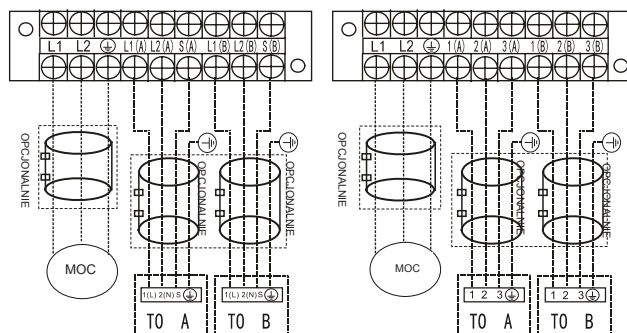 L1 L2 L1(A) L2(A) S(A) L1(B) L2(B) S(B)
OPCJONALNIE
OPCJONALNIE
OPCJONALNIE
MOC
1(L) 2(N) S
1(L) 2(N) S
TO A
TO B
L1 L2 1(A) 2(A) 3(A) 1(B) 2(B) 3(B)
OPCJONALNIE
OPCJONALNIE
OPCJONALNIE
MOC
1 2 3
1 2 3
TO A
TO B